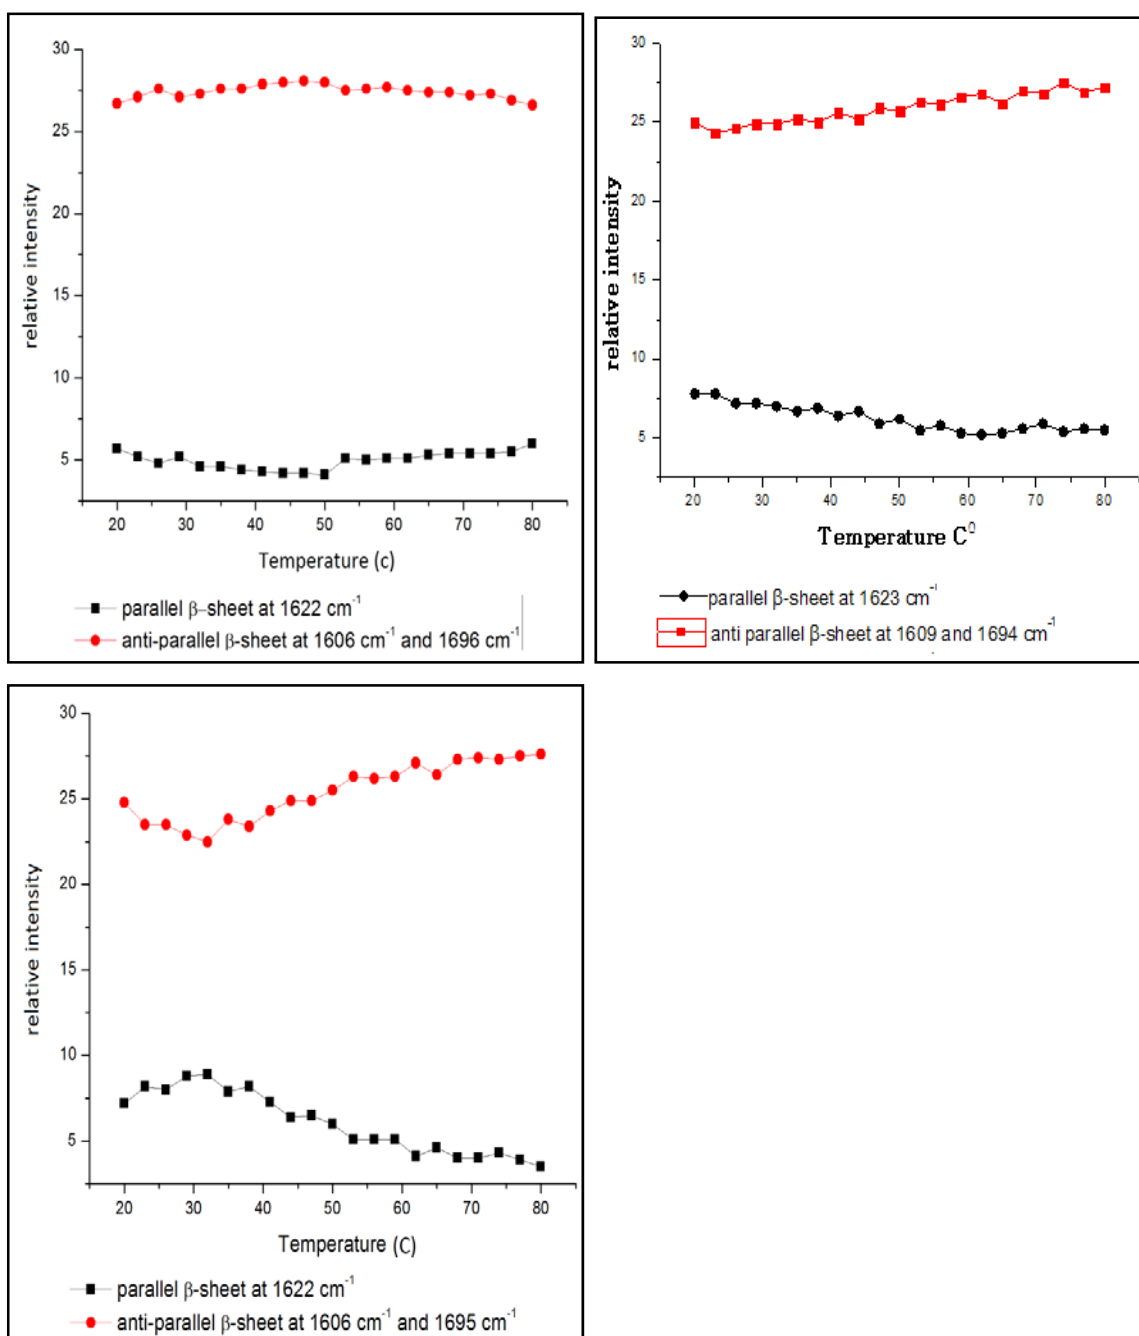 30
25
20
15
10
5
relative intensity
20 30 40 50 60 70 80
Temperature (c)
parallel β–sheet at 1622 cm⁻¹
anti-parallel β-sheet at 1606 cm⁻¹ and 1696 cm⁻¹
30
25
20
15
10
5
relative intensity
20 30 40 50 60 70 80
Temperature C⁰
parallel β-sheet at 1623 cm⁻¹
anti parallel β-sheet at 1609 and 1694 cm⁻¹
30
25
20
15
10
5
relative intensity
20 30 40 50 60 70 80
Temperature (C)
parallel β-sheet at 1622 cm⁻¹
anti-parallel β-sheet at 1606 cm⁻¹ and 1695 cm⁻¹